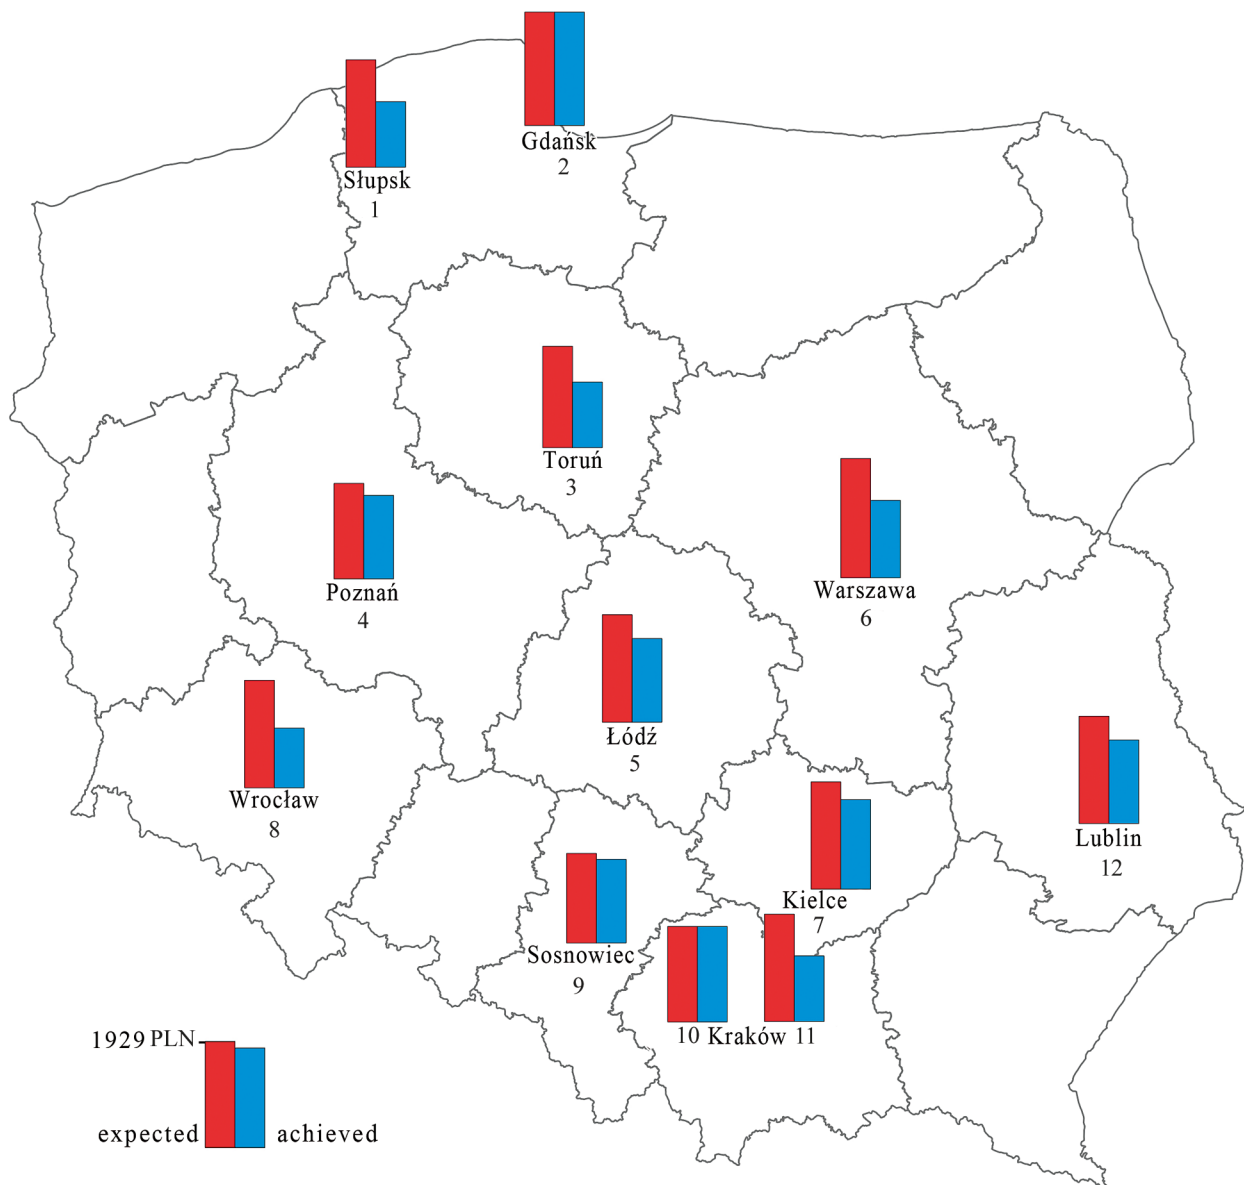 Gdańsk
2
Słupsk
1
Toruń
3
Poznań
4
Warszawa
6
Łódź
5
Wrocław
8
Lublin
12
Kielce
7
Sosnowiec
9
10 Kraków 11
1929 PLN
expected achieved